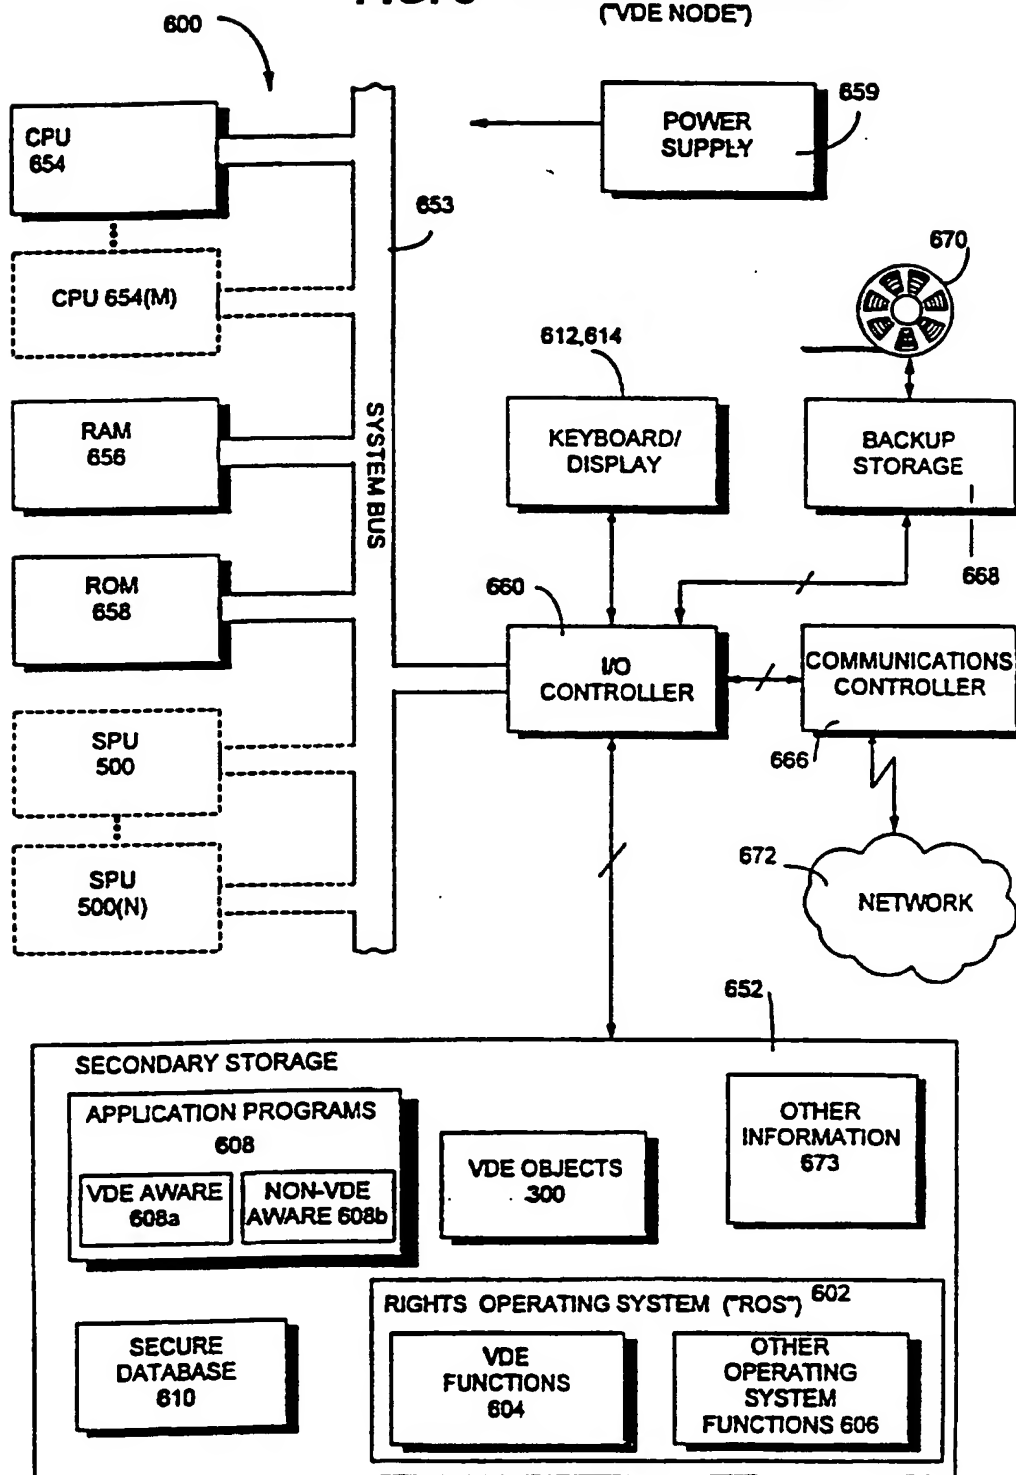 ("VDE NODE")
600
CPU
654
POWER
SUPPLY
659
653
CPU 654(M)
670
612,614
RAM
656
SYSTEM BUS
KEYBOARD/
DISPLAY
BACKUP
STORAGE
668
ROM
658
660
I/O
CONTROLLER
COMMUNICATIONS
CONTROLLER
666
SPU
500
672
NETWORK
SPU
500(N)
652
SECONDARY STORAGE
APPLICATION PROGRAMS
608
VDE AWARE
608a
NON-VDE
AWARE 608b
VDE OBJECTS
300
OTHER
INFORMATION
673
SECURE
DATABASE
610
RIGHTS OPERATING SYSTEM ("ROS") 602
VDE
FUNCTIONS
604
OTHER
OPERATING
SYSTEM
FUNCTIONS 606